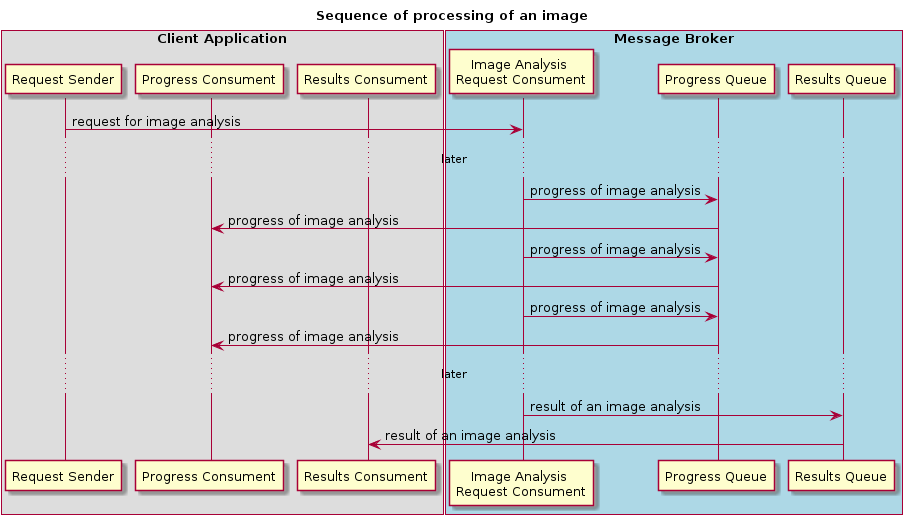 Sequence of processing of an image
Client Application
Message Broker
Request Sender
Progress Consument
Results Consument
Image Analysis
Request Consument
Progress Queue
Results Queue
request for image analysis
later
progress of image analysis
progress of image analysis
progress of image analysis
progress of image analysis
progress of image analysis
progress of image analysis
later
result of an image analysis
result of an image analysis
Request Sender
Progress Consument
Results Consument
Image Analysis
Request Consument
Progress Queue
Results Queue